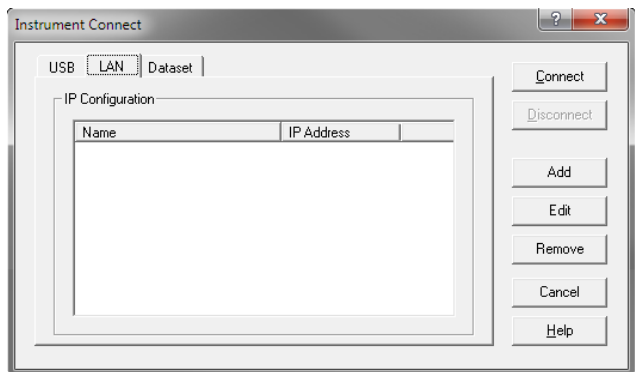 Instrument Connect
?
X
USB LAN Dataset
IP Configuration
Name IP Address
Connect
Disconnect
Add
Edit
Remove
Cancel
Help